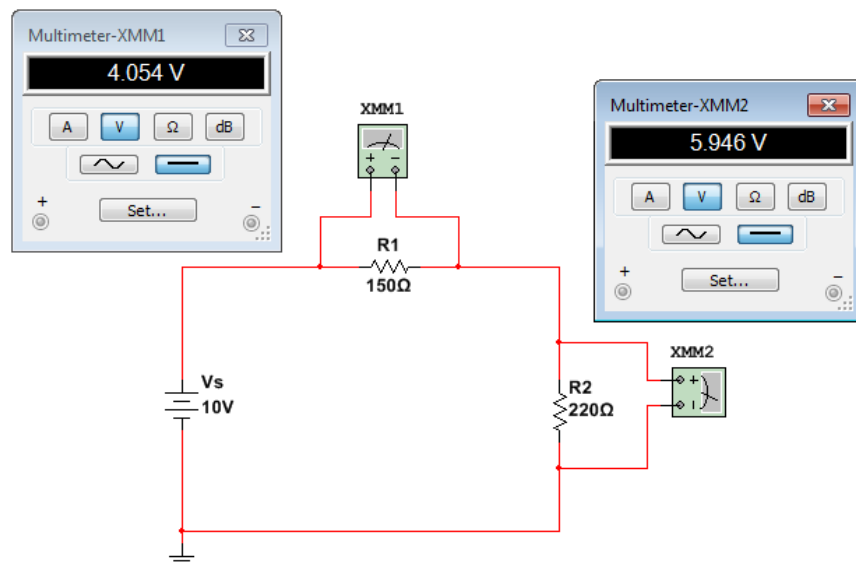 Multimeter-XMM1
4.054 V
A V Ω dB
+ −
Set...
Multimeter-XMM2
5.946 V
A V Ω dB
+ −
Set...
XMM1
+ −
R1
150Ω
Vs
10V
XMM2
+
−
R2
220Ω